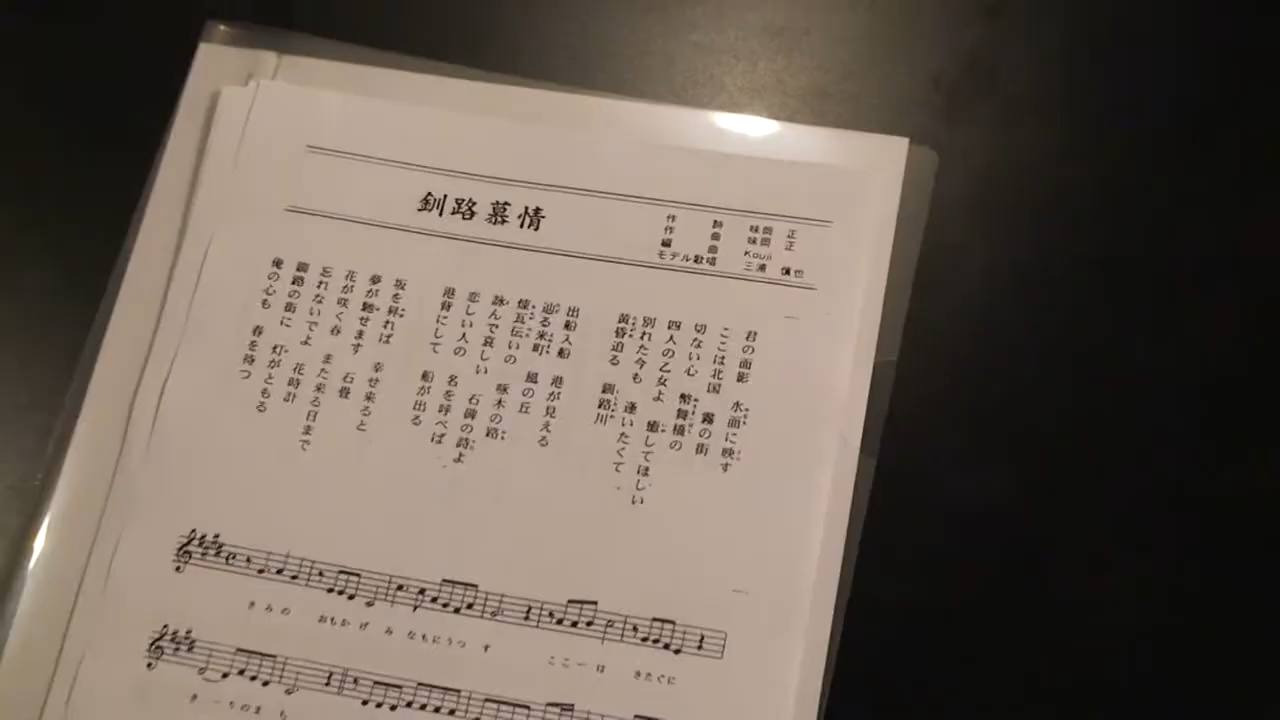 釧路慕情
作詩 味岡 正
作曲 味岡 正
編曲 Kouji
モデル歌唱 三浦 慎也
君の面影 水面に映す
ここは北国 霧の街
切ない心 幣舞橋の
四人の乙女よ 癒してほしい
別れた今も 逢いたくて
黄昏迫る 釧路川
出船入船 港が見える
辿る米町 風の丘
煉瓦伝いの 啄木の路
詠んで哀しい 石碑の詩よ
恋しい人の 名を呼べば
港背にして 船が出る
坂を昇れば 幸せ来ると
夢が馳せます 石畳
花が咲く春 また来る日まで
忘れないでよ 花時計
釧路の街に 灯がともる
俺の心も 春を待つ
きみの おもかげ みなもにうつす ここーは きたぐに
きーりのまち